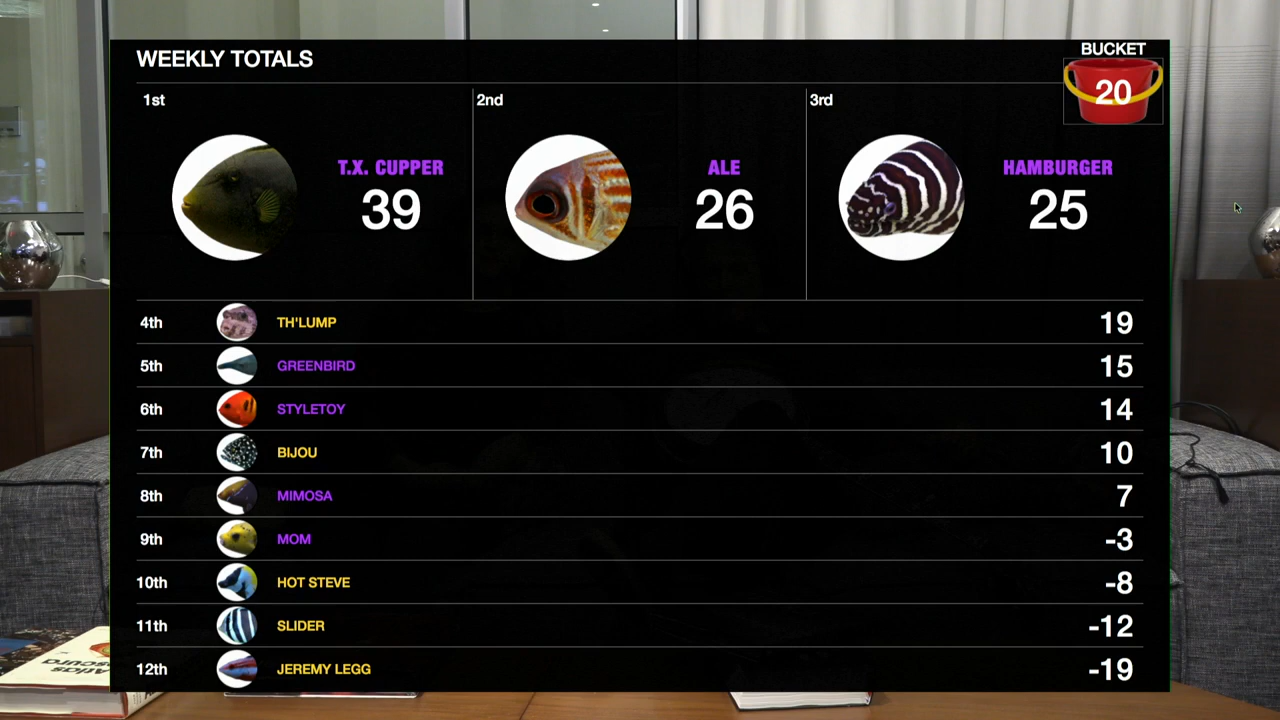 WEEKLY TOTALS
BUCKET
20
1st
T.X. CUPPER
39
2nd
ALE
26
3rd
HAMBURGER
25
4th TH'LUMP 19
5th GREENBIRD 15
6th STYLETOY 14
7th BIJOU 10
8th MIMOSA 7
9th MOM -3
10th HOT STEVE -8
11th SLIDER -12
12th JEREMY LEGG -19
Atlas
Obscura